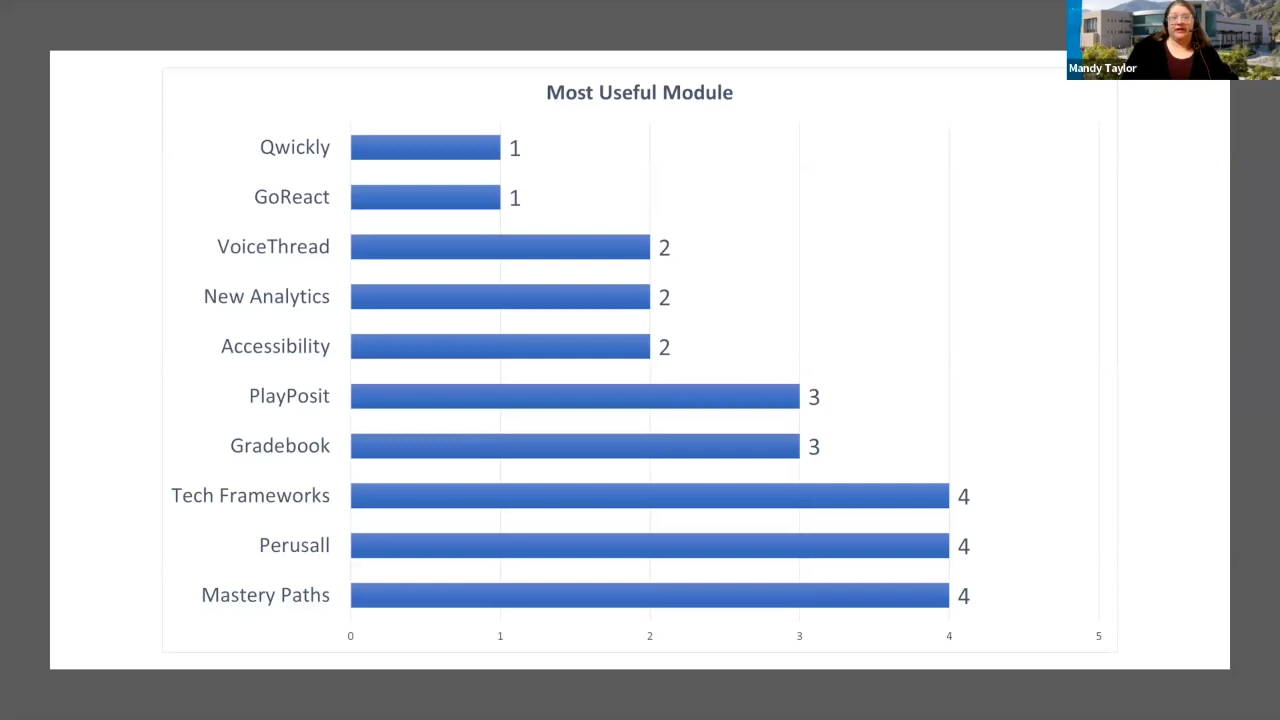 Mandy Taylor
Most Useful Module
Qwickly 1
GoReact 1
VoiceThread 2
New Analytics 2
Accessibility 2
PlayPosit 3
Gradebook 3
Tech Frameworks 4
Perusall 4
Mastery Paths 4
0 1 2 3 4 5